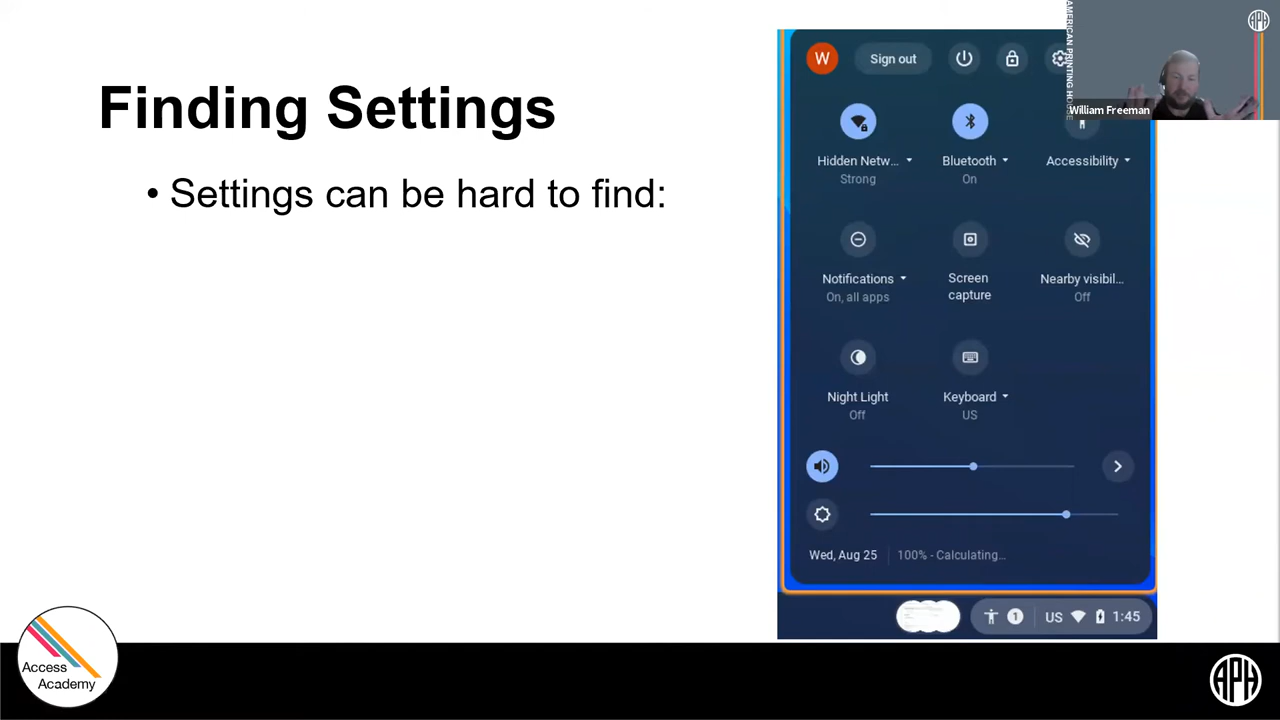 Finding Settings
• Settings can be hard to find:
W
Sign out
Hidden Netw...
Strong
Bluetooth
On
Accessibility
Notifications
On, all apps
Screen
capture
Nearby visibil...
Off
Night Light
Off
Keyboard
US
Wed, Aug 25
100% - Calculating...
1
US
1:45
AMERICAN PRINTING HOUSE
APH
William Freeman
Access
Academy
APH